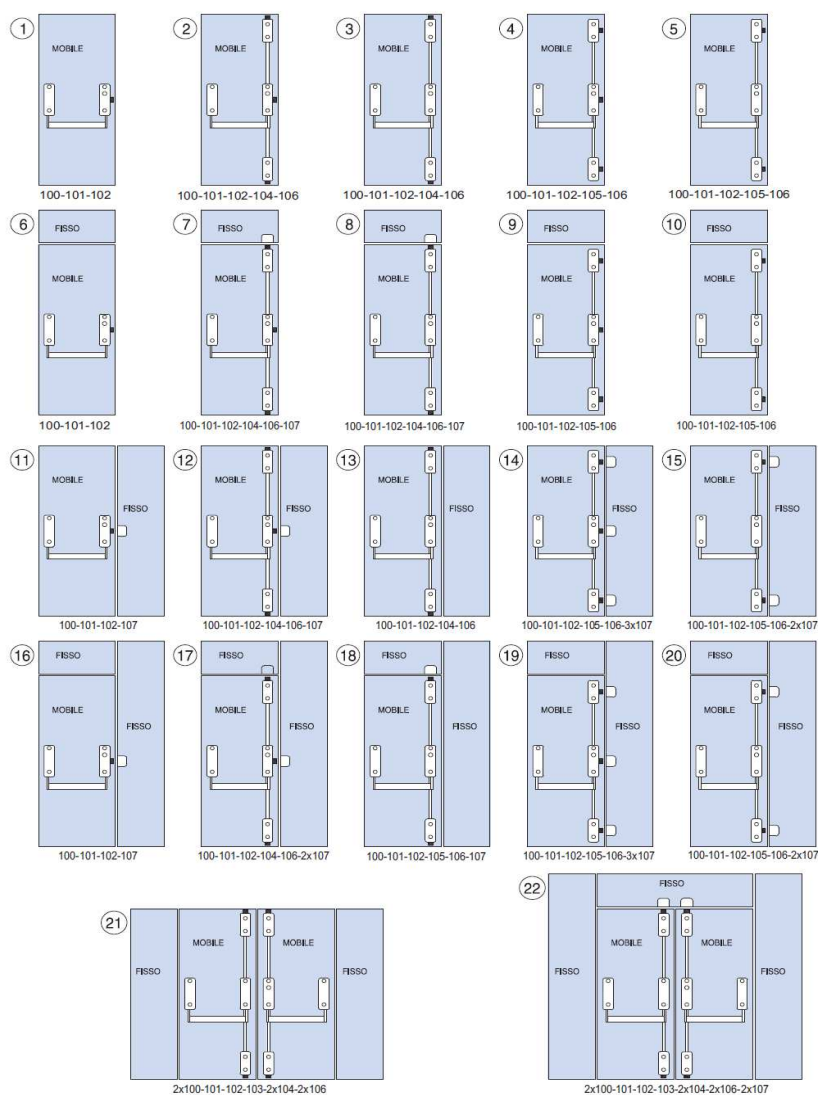 1
MOBILE
100-101-102
2
MOBILE
100-101-102-104-106
3
MOBILE
100-101-102-104-106
4
MOBILE
100-101-102-105-106
5
MOBILE
100-101-102-105-106
6
FISSO
MOBILE
100-101-102
7
FISSO
MOBILE
100-101-102-104-106-107
8
FISSO
MOBILE
100-101-102-104-106-107
9
FISSO
MOBILE
100-101-102-105-106
10
FISSO
MOBILE
100-101-102-105-106
11
MOBILE
FISSO
100-101-102-107
12
MOBILE
FISSO
100-101-102-104-106-107
13
MOBILE
FISSO
100-101-102-104-106
14
MOBILE
FISSO
100-101-102-105-106-3x107
15
MOBILE
FISSO
100-101-102-105-106-2x107
16
FISSO
MOBILE
FISSO
100-101-102-107
17
FISSO
MOBILE
FISSO
100-101-102-104-106-2x107
18
FISSO
MOBILE
FISSO
100-101-102-105-106-107
19
FISSO
MOBILE
FISSO
100-101-102-105-106-3x107
20
FISSO
MOBILE
FISSO
100-101-102-105-106-2x107
21
FISSO
MOBILE
MOBILE
FISSO
2x100-101-102-103-2x104-2x106
22
FISSO
FISSO
MOBILE
MOBILE
FISSO
2x100-101-102-103-2x104-2x106-2x107